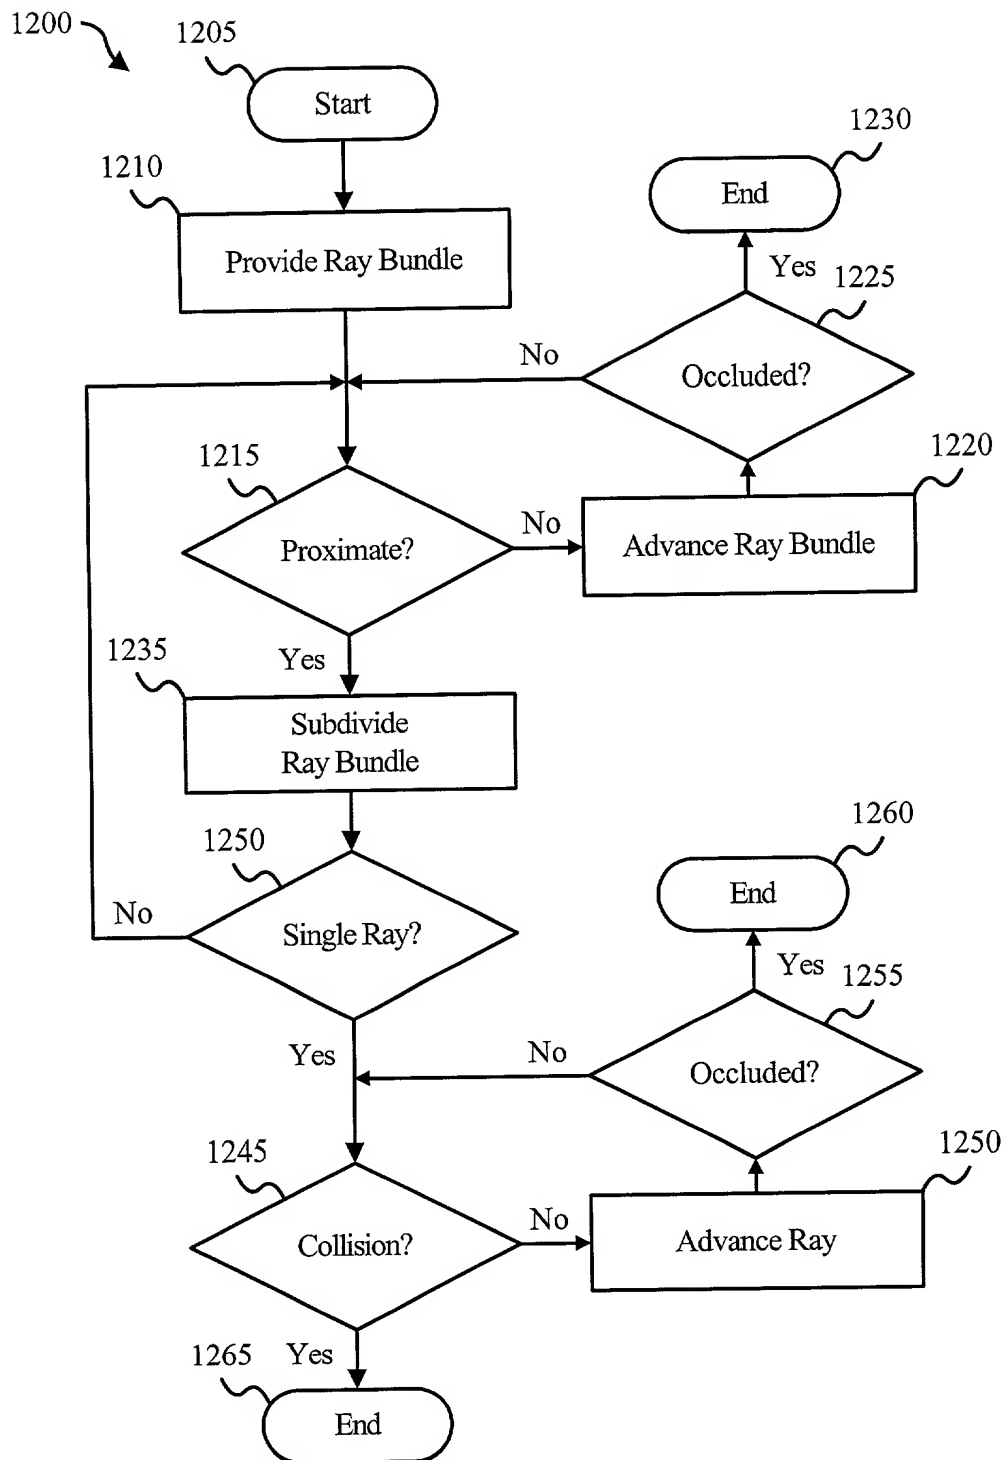 1200
1205
Start
1210
Provide Ray Bundle
1230
End
Yes
1225
Occluded?
No
1220
Advance Ray Bundle
1215
Proximate?
No
Yes
1235
Subdivide
Ray Bundle
1250
Single Ray?
No
Yes
1260
End
Yes
1255
Occluded?
No
1250
Advance Ray
1245
Collision?
No
Yes
1265
End